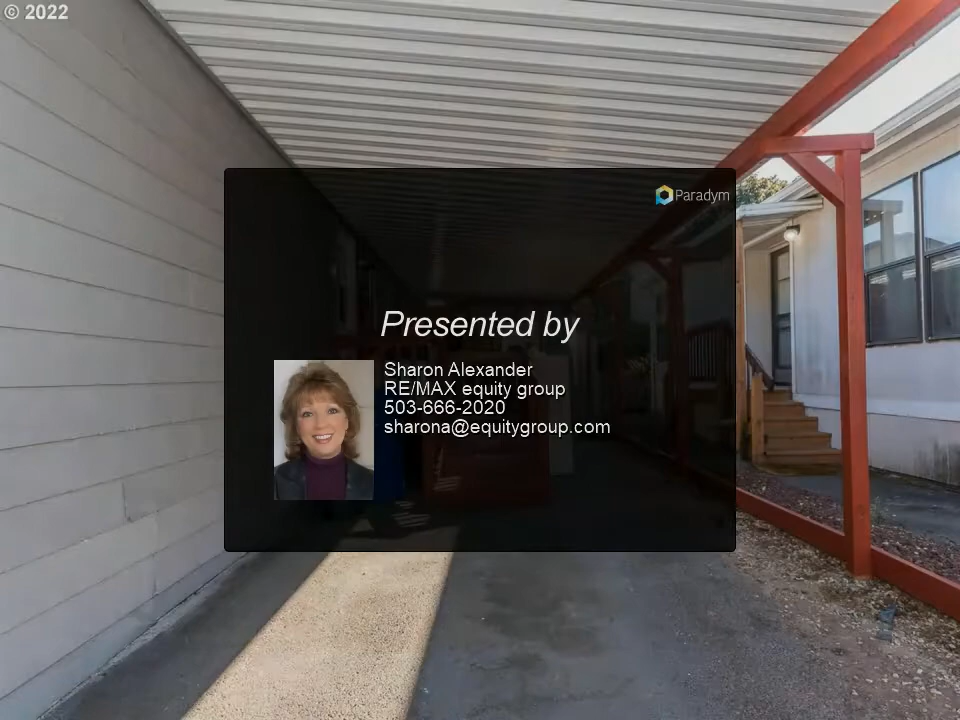 © 2022
Paradym
Presented by
Sharon Alexander
RE/MAX equity group
503-666-2020
sharona@equitygroup.com